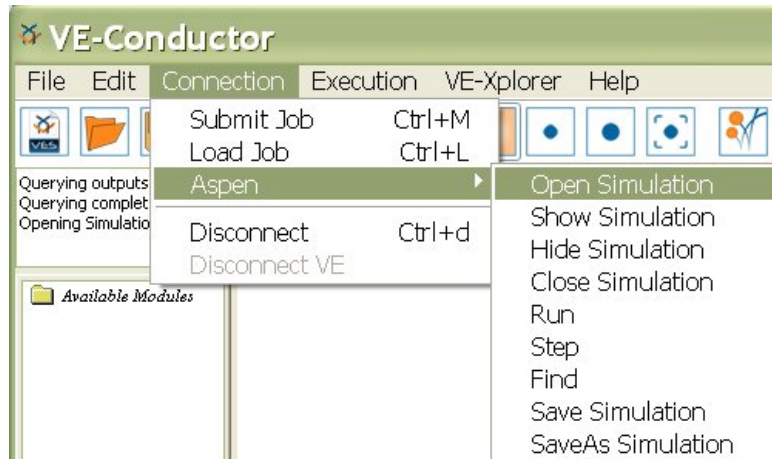 VE-Conductor
File Edit Connection Execution VE-Xplorer Help
VES
Submit Job Ctrl+M
Load Job Ctrl+L
Aspen
Disconnect Ctrl+d
Disconnect VE
Open Simulation
Show Simulation
Hide Simulation
Close Simulation
Run
Step
Find
Save Simulation
SaveAs Simulation
Querying outputs
Querying complet
Opening Simulatio
Available Modules